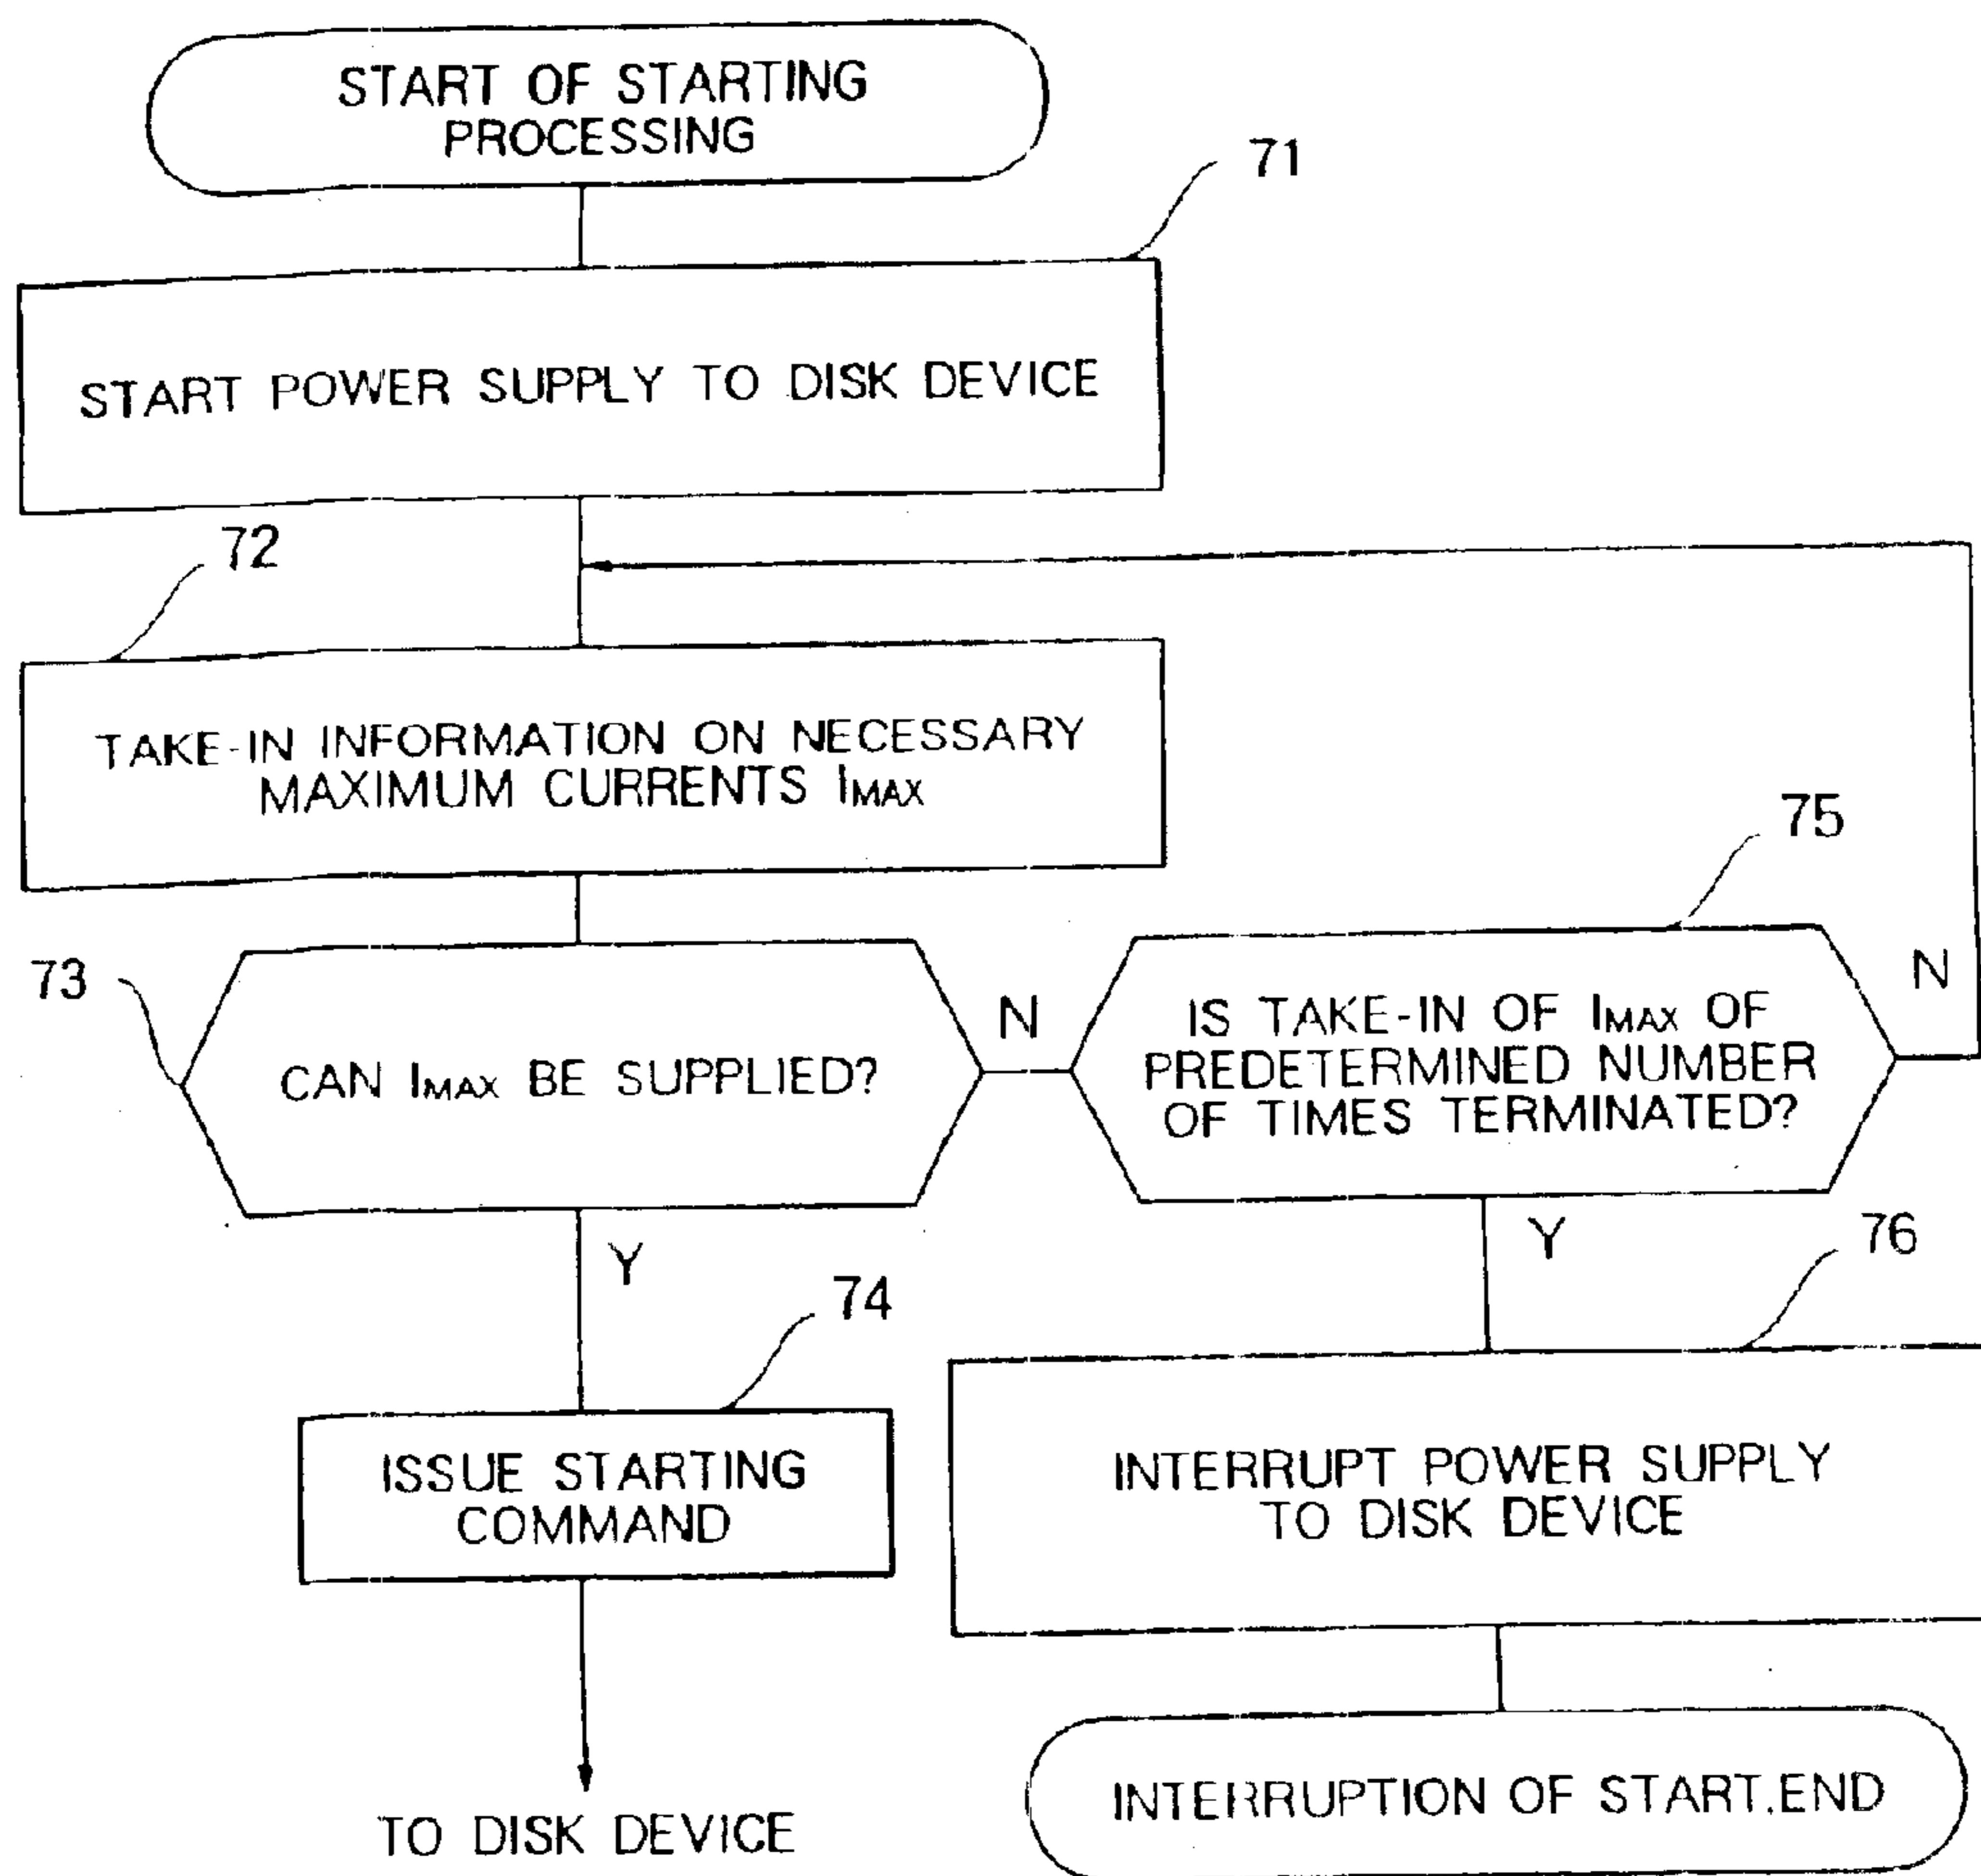 START OF STARTING
PROCESSING
71
START POWER SUPPLY TO DISK DEVICE
72
TAKE-IN INFORMATION ON NECESSARY
MAXIMUM CURRENTS IMAX
73
CAN IMAX BE SUPPLIED?
N
75
IS TAKE-IN OF IMAX OF
PREDETERMINED NUMBER
OF TIMES TERMINATED?
N
Y
74
ISSUE STARTING
COMMAND
TO DISK DEVICE
Y
76
INTERRUPT POWER SUPPLY
TO DISK DEVICE
INTERRUPTION OF START.END